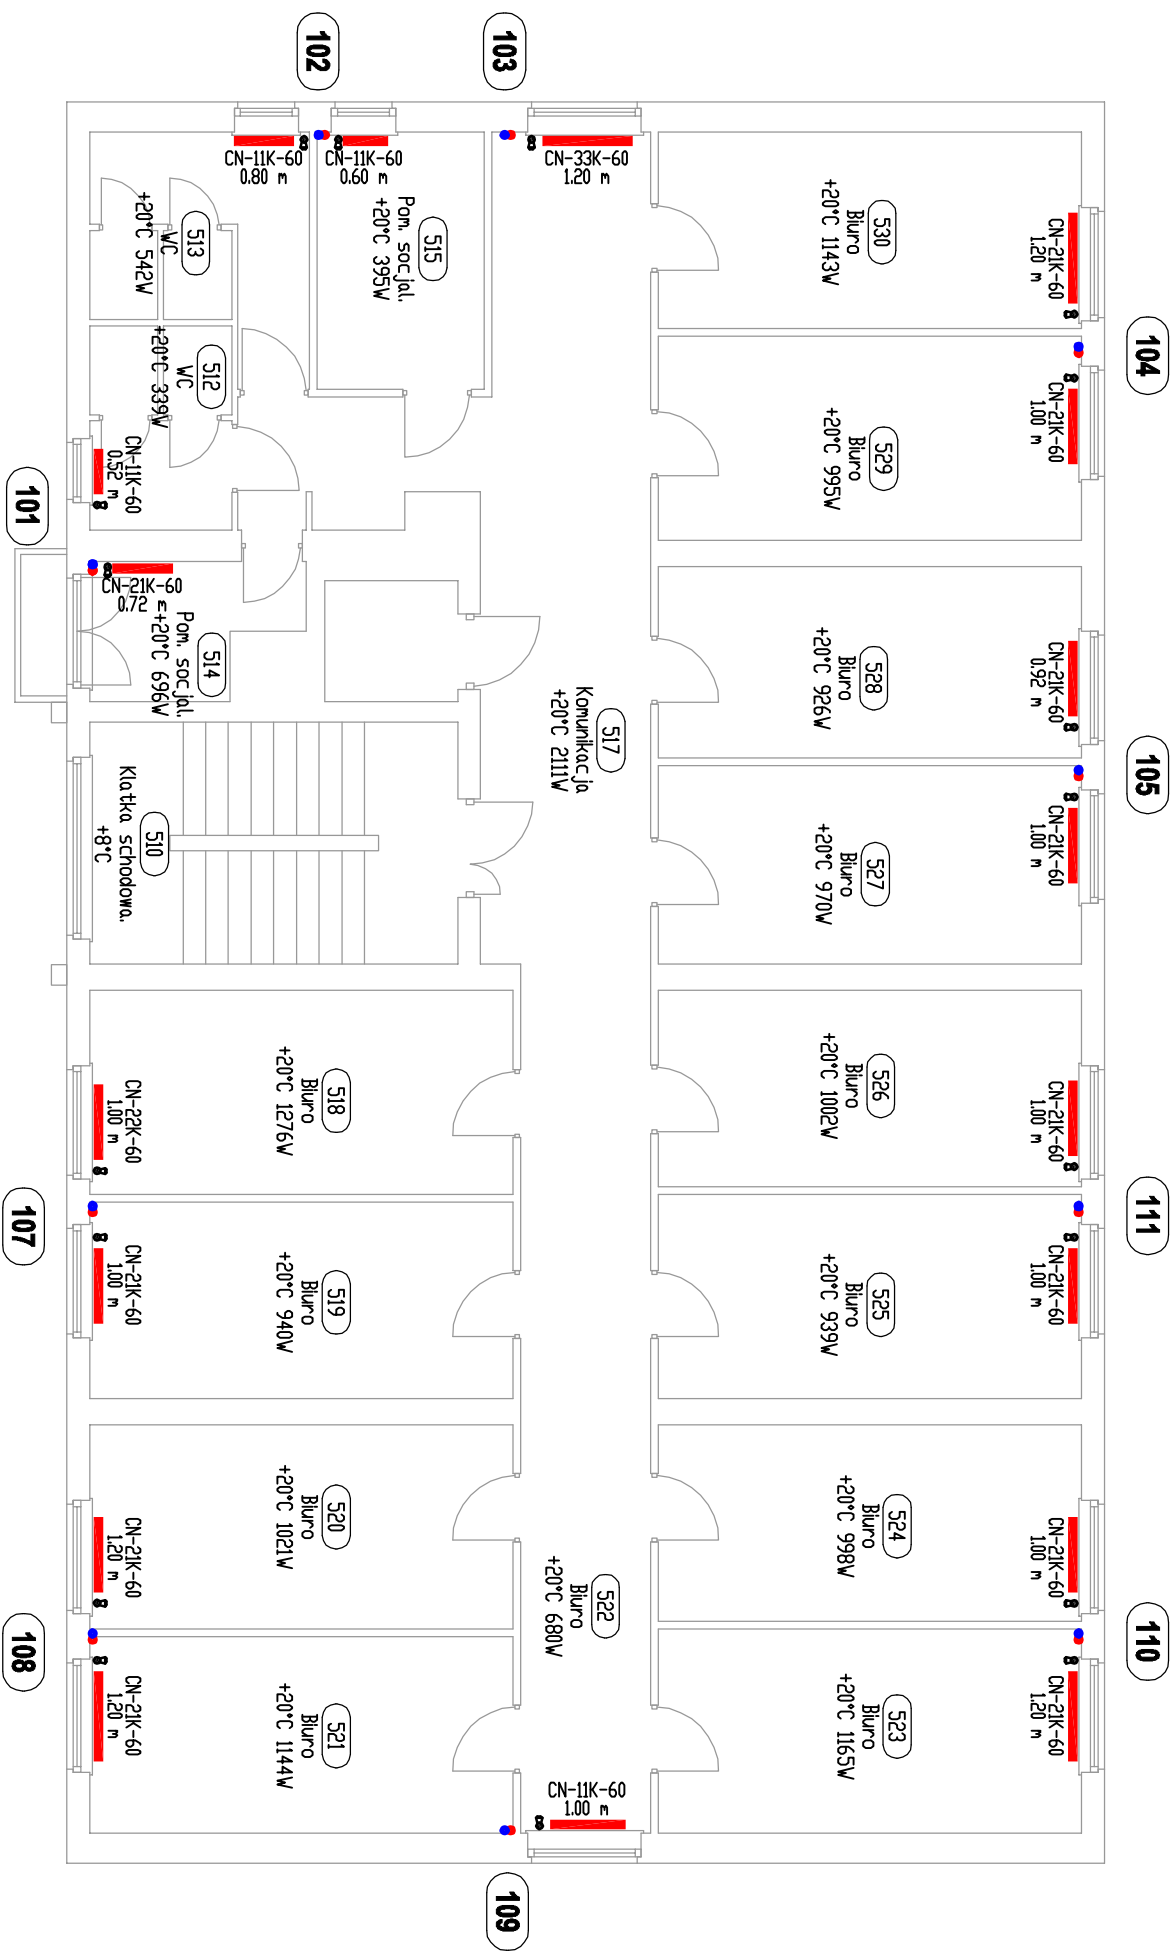 102
103
CN-11K-60
0.80 m
CN-11K-60
0.60 m
CN-33K-60
1.20 m
530
Biuro
+20°C 1143W
CN-21K-60
1.20 m
104
513
WC
+20°C 542W
515
Pom. socjal.
+20°C 395W
529
Biuro
+20°C 995W
CN-21K-60
1.00 m
512
WC
+20°C 339W
CN-11K-60
0.52 m
101
CN-21K-60
0.72 m
514
Pom. socjal.
+20°C 696W
528
Biuro
+20°C 926W
CN-21K-60
0.92 m
517
Komunikacja
+20°C 2111W
105
510
Klatka schodowa.
+8°C
527
Biuro
+20°C 970W
CN-21K-60
1.00 m
CN-22K-60
1.00 m
518
Biuro
+20°C 1276W
526
Biuro
+20°C 1002W
CN-21K-60
1.00 m
107
111
CN-21K-60
1.00 m
519
Biuro
+20°C 940W
525
Biuro
+20°C 939W
CN-21K-60
1.00 m
CN-21K-60
1.20 m
520
Biuro
+20°C 1021W
524
Biuro
+20°C 998W
CN-21K-60
1.00 m
522
Biuro
+20°C 680W
108
110
CN-21K-60
1.20 m
521
Biuro
+20°C 1144W
523
Biuro
+20°C 1165W
CN-21K-60
1.20 m
CN-11K-60
1.00 m
109